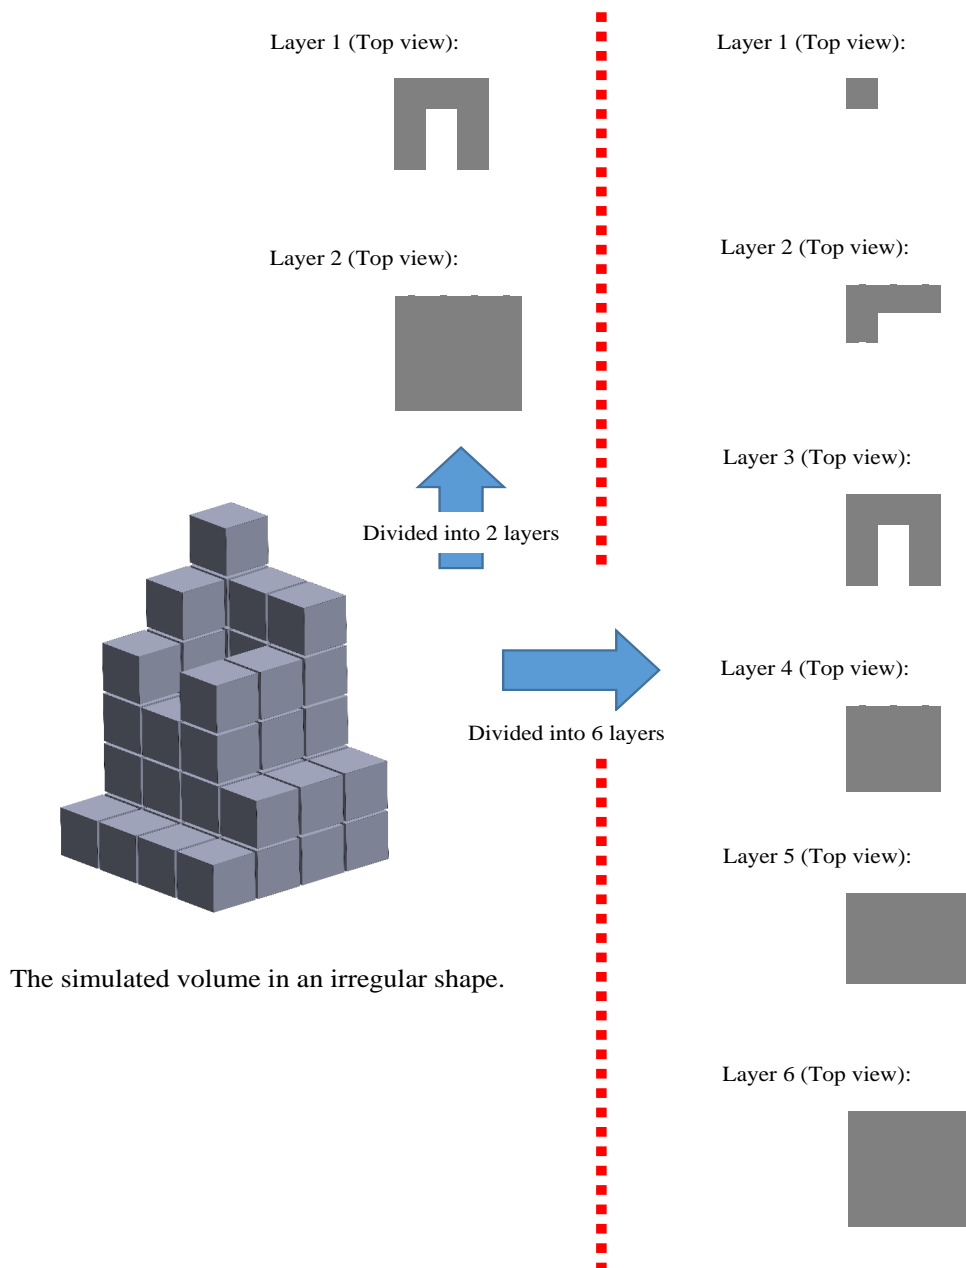 Layer 1 (Top view):
Layer 2 (Top view):
Divided into 2 layers
Layer 1 (Top view):
Layer 2 (Top view):
Layer 3 (Top view):
Layer 4 (Top view):
Divided into 6 layers
Layer 5 (Top view):
Layer 6 (Top view):
The simulated volume in an irregular shape.